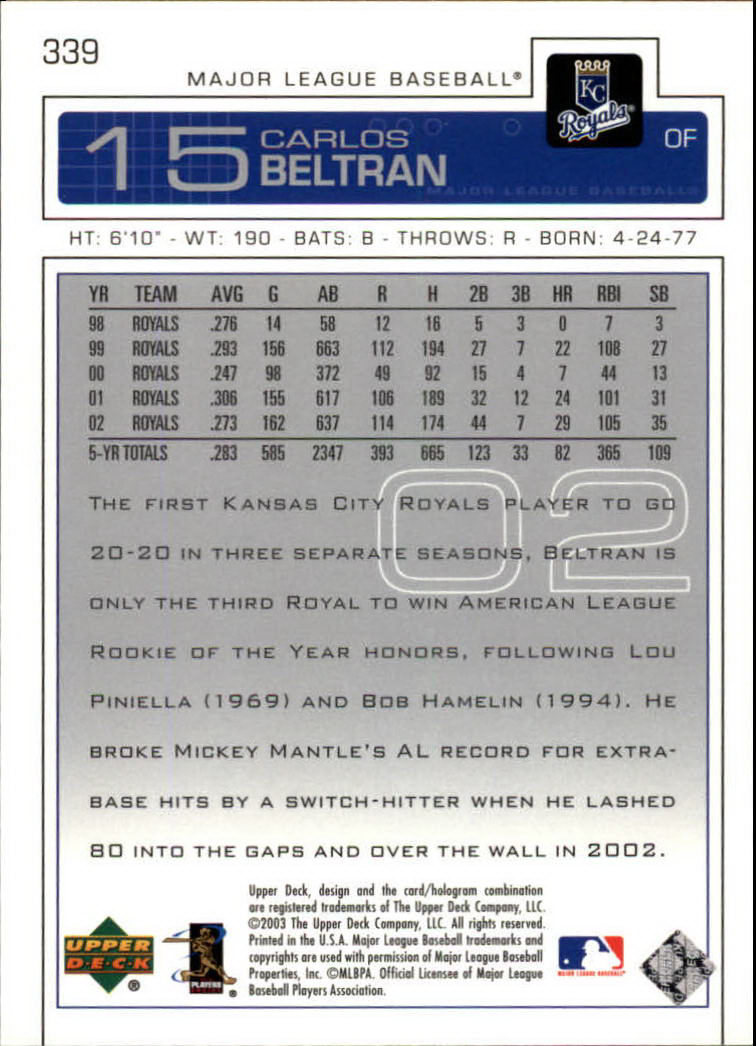 339
MAJOR LEAGUE BASEBALL®
KC
Royals
15 CARLOS
BELTRAN
OF
MAJOR LEAGUE BASEBALL
HT: 6'10" - WT: 190 - BATS: B - THROWS: R - BORN: 4-24-77
YR TEAM AVG G AB R H 2B 3B HR RBI SB
98 ROYALS .276 14 58 12 16 5 3 0 7 3
99 ROYALS .293 156 663 112 194 27 7 22 108 27
00 ROYALS .247 98 372 49 92 15 4 7 44 13
01 ROYALS .306 155 617 106 189 32 12 24 101 31
02 ROYALS .273 162 637 114 174 44 7 29 105 35
5-YR TOTALS .283 585 2347 393 665 123 33 82 365 109
02
THE FIRST KANSAS CITY ROYALS PLAYER TO GO
20-20 IN THREE SEPARATE SEASONS, BELTRAN IS
ONLY THE THIRD ROYAL TO WIN AMERICAN LEAGUE
ROOKIE OF THE YEAR HONORS, FOLLOWING LOU
PINIELLA (1969) AND BOB HAMELIN (1994). HE
BROKE MICKEY MANTLE'S AL RECORD FOR EXTRA-
BASE HITS BY A SWITCH-HITTER WHEN HE LASHED
80 INTO THE GAPS AND OVER THE WALL IN 2002.
Upper Deck, design and the card/hologram combination
are registered trademarks of The Upper Deck Company, LLC.
©2003 The Upper Deck Company, LLC. All rights reserved.
Printed in the U.S.A. Major League Baseball trademarks and
copyrights are used with permission of Major League Baseball
Properties, Inc. ©MLBPA. Official Licensee of Major League
Baseball Players Association.
UPPER
D·E·C·K
®
PLAYERS
®
MAJOR LEAGUE BASEBALL®